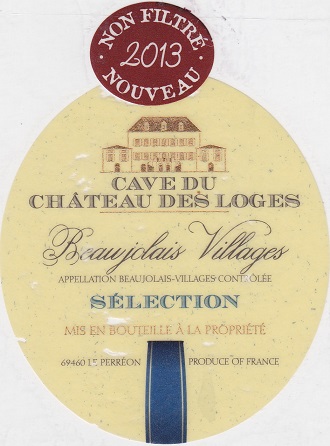 NON FILTRÉ
2013
NOUVEAU
CAVE DU
CHÂTEAU DES LOGES
Beaujolais Villages
APPELLATION BEAUJOLAIS-VILLAGES CONTRÔLÉE
SÉLECTION
MIS EN BOUTEILLE À LA PROPRIÉTÉ
69460 LE PERRÉON PRODUCE OF FRANCE